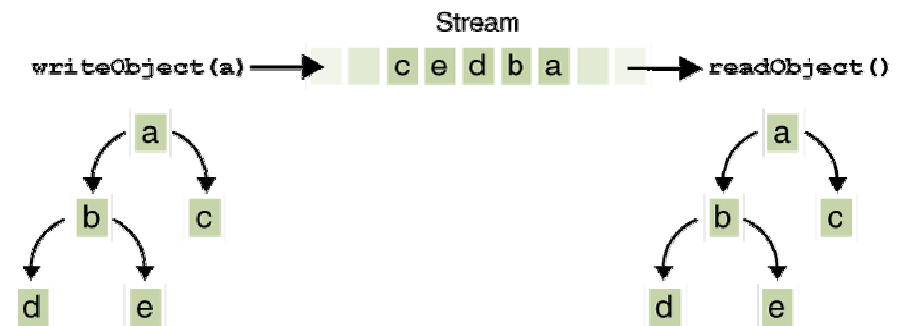 Stream
writeObject(a) c e d b a readObject()
a a
b c b c
d e d e